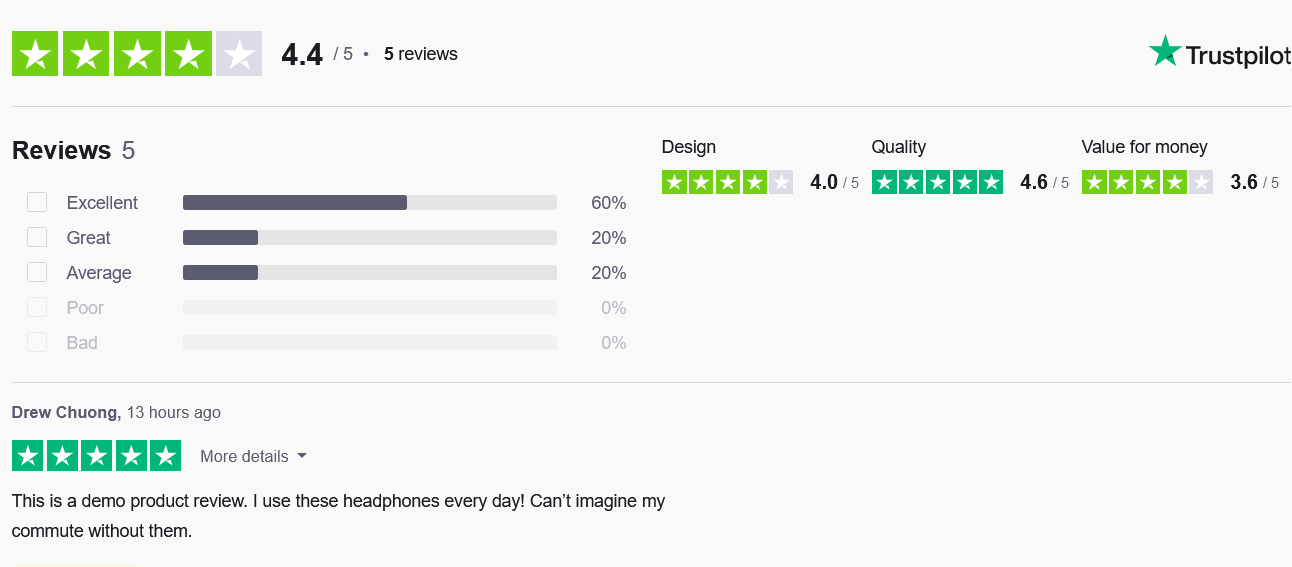 4.4 / 5 • 5 reviews
Trustpilot
Reviews 5
Excellent 60%
Great 20%
Average 20%
Poor 0%
Bad 0%
Design
4.0 / 5
Quality
4.6 / 5
Value for money
3.6 / 5
Drew Chuong, 13 hours ago
More details
This is a demo product review. I use these headphones every day! Can’t imagine my
commute without them.